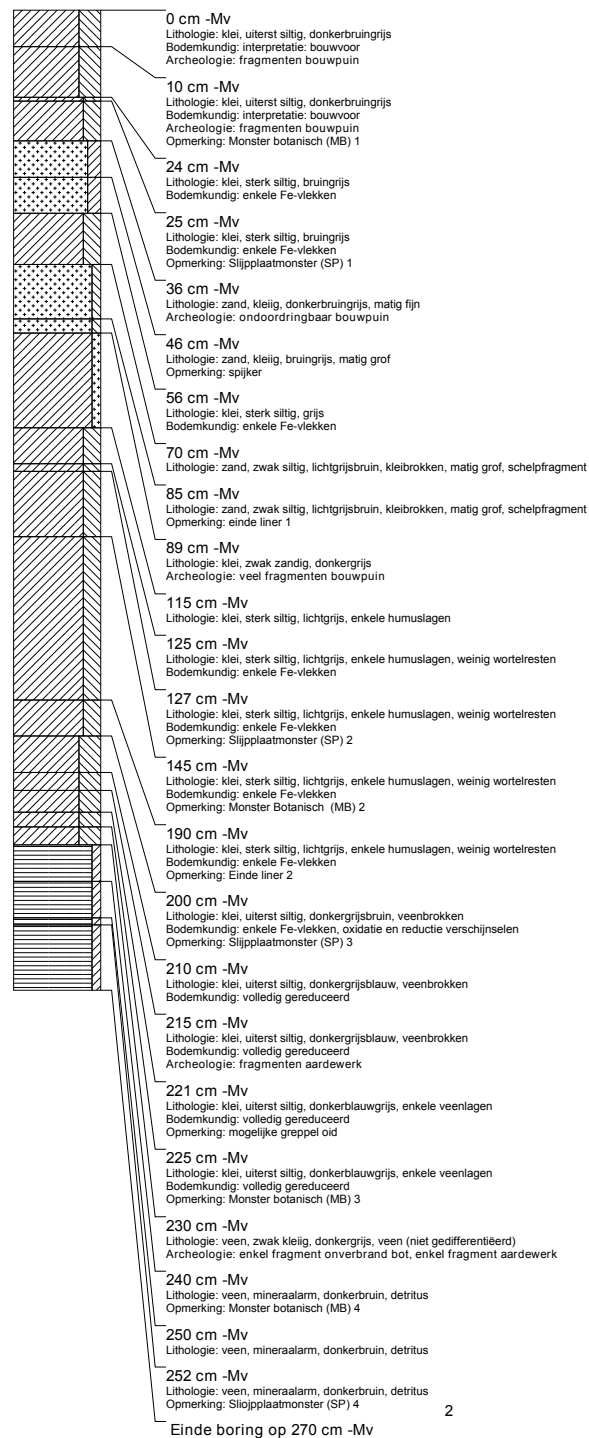 0 cm -Mv
Lithologie: klei, uiterst siltig, donkerbruingrijs
Bodemkundig: interpretatie: bouwvoor
Archeologie: fragmenten bouwpuin
10 cm -Mv
Lithologie: klei, uiterst siltig, donkerbruingrijs
Bodemkundig: interpretatie: bouwvoor
Archeologie: fragmenten bouwpuin
Opmerking: Monster botanisch (MB) 1
24 cm -Mv
Lithologie: klei, sterk siltig, bruingrijs
Bodemkundig: enkele Fe-vlekken
25 cm -Mv
Lithologie: klei, sterk siltig, bruingrijs
Bodemkundig: enkele Fe-vlekken
Opmerking: Slijpplaatmonster (SP) 1
36 cm -Mv
Lithologie: zand, kleiig, donkerbruingrijs, matig fijn
Archeologie: ondoordringbaar bouwpuin
46 cm -Mv
Lithologie: zand, kleiig, bruingrijs, matig grof
Opmerking: spijker
56 cm -Mv
Lithologie: klei, sterk siltig, grijs
Bodemkundig: enkele Fe-vlekken
70 cm -Mv
Lithologie: zand, zwak siltig, lichtgrijsbruin, kleibrokken, matig grof, schelpfragment
85 cm -Mv
Lithologie: zand, zwak siltig, lichtgrijsbruin, kleibrokken, matig grof, schelpfragment
Opmerking: einde liner 1
89 cm -Mv
Lithologie: klei, zwak zandig, donkergrijs
Archeologie: veel fragmenten bouwpuin
115 cm -Mv
Lithologie: klei, sterk siltig, lichtgrijs, enkele humuslagen
125 cm -Mv
Lithologie: klei, sterk siltig, lichtgrijs, enkele humuslagen, weinig wortelresten
Bodemkundig: enkele Fe-vlekken
127 cm -Mv
Lithologie: klei, sterk siltig, lichtgrijs, enkele humuslagen, weinig wortelresten
Bodemkundig: enkele Fe-vlekken
Opmerking: Slijpplaatmonster (SP) 2
145 cm -Mv
Lithologie: klei, sterk siltig, lichtgrijs, enkele humuslagen, weinig wortelresten
Bodemkundig: enkele Fe-vlekken
Opmerking: Monster Botanisch (MB) 2
190 cm -Mv
Lithologie: klei, sterk siltig, lichtgrijs, enkele humuslagen, weinig wortelresten
Bodemkundig: enkele Fe-vlekken
Opmerking: Einde liner 2
200 cm -Mv
Lithologie: klei, uiterst siltig, donkergrijsbruin, veenbrokken
Bodemkundig: enkele Fe-vlekken, oxidatie en reductie verschijnselen
Opmerking: Slijpplaatmonster (SP) 3
210 cm -Mv
Lithologie: klei, uiterst siltig, donkergrijsblauw, veenbrokken
Bodemkundig: volledig gereduceerd
215 cm -Mv
Lithologie: klei, uiterst siltig, donkergrijsblauw, veenbrokken
Bodemkundig: volledig gereduceerd
Archeologie: fragmenten aardewerk
221 cm -Mv
Lithologie: klei, uiterst siltig, donkerblauwgrijs, enkele veenlagen
Bodemkundig: volledig gereduceerd
Opmerking: mogelijke greppel oid
225 cm -Mv
Lithologie: klei, uiterst siltig, donkerblauwgrijs, enkele veenlagen
Bodemkundig: volledig gereduceerd
Opmerking: Monster botanisch (MB) 3
230 cm -Mv
Lithologie: veen, zwak kleiig, donkergrijs, veen (niet gedifferentiëerd)
Archeologie: enkel fragment onverbrand bot, enkel fragment aardewerk
240 cm -Mv
Lithologie: veen, mineraalarm, donkerbruin, detritus
Opmerking: Monster botanisch (MB) 4
250 cm -Mv
Lithologie: veen, mineraalarm, donkerbruin, detritus
252 cm -Mv
Lithologie: veen, mineraalarm, donkerbruin, detritus
Opmerking: Sliojpplaatmonster (SP) 4
2
Einde boring op 270 cm -Mv